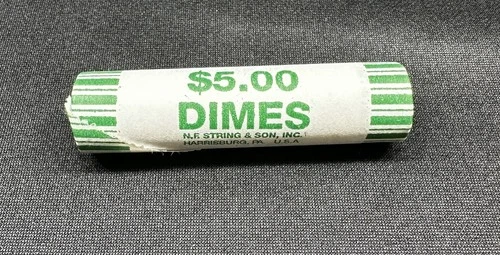 $5.00
DIMES
N.F. STRING & SON, INC.
HARRISBURG, PA U.S.A